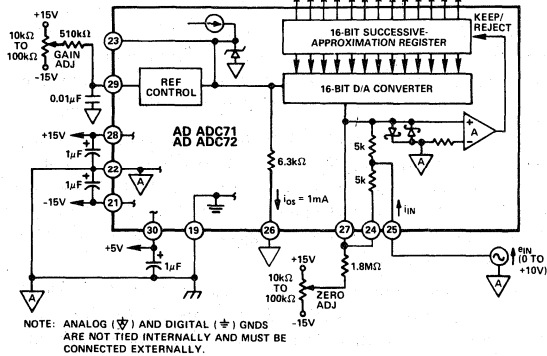 +15V
10kΩ
TO
100kΩ
510kΩ
GAIN
ADJ
-15V
0.01μF
23
29
REF
CONTROL
KEEP/
REJECT
16-BIT SUCCESSIVE-
APPROXIMATION REGISTER
16-BIT D/A CONVERTER
AD ADC71
AD ADC72
+15V
28
1μF
22
A
1μF
-15V
21
6.3kΩ
iOS = 1mA
5k
5k
iIN
+
-
A
A
30
19
26
27
24
25
+5V
+
1μF
A
+15V
10kΩ
TO
100kΩ
-15V
1.8MΩ
ZERO
ADJ
eIN
(0 TO
+10V)
A
NOTE: ANALOG (A) AND DIGITAL (⏚) GNDS
ARE NOT TIED INTERNALLY AND MUST BE
CONNECTED EXTERNALLY.